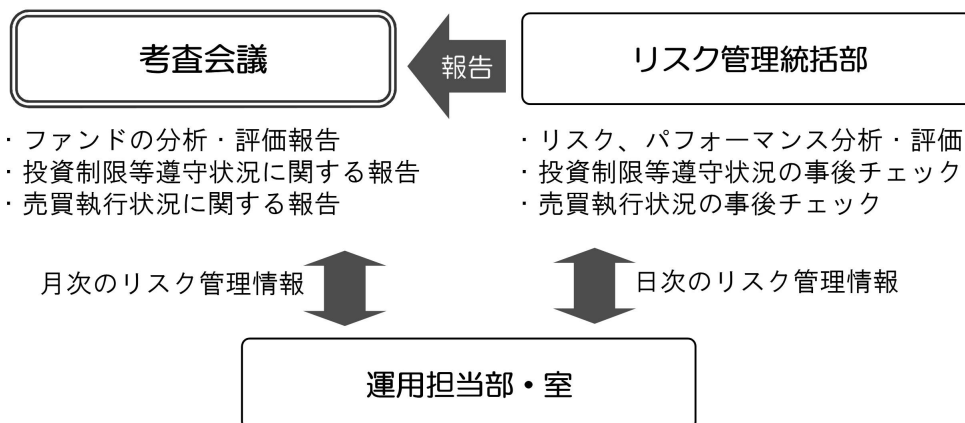 考査会議
報告
リスク管理統括部
・ファンドの分析・評価報告
・投資制限等遵守状況に関する報告
・売買執行状況に関する報告
・リスク、パフォーマンス分析・評価
・投資制限等遵守状況の事後チェック
・売買執行状況の事後チェック
月次のリスク管理情報
日次のリスク管理情報
運用担当部・室